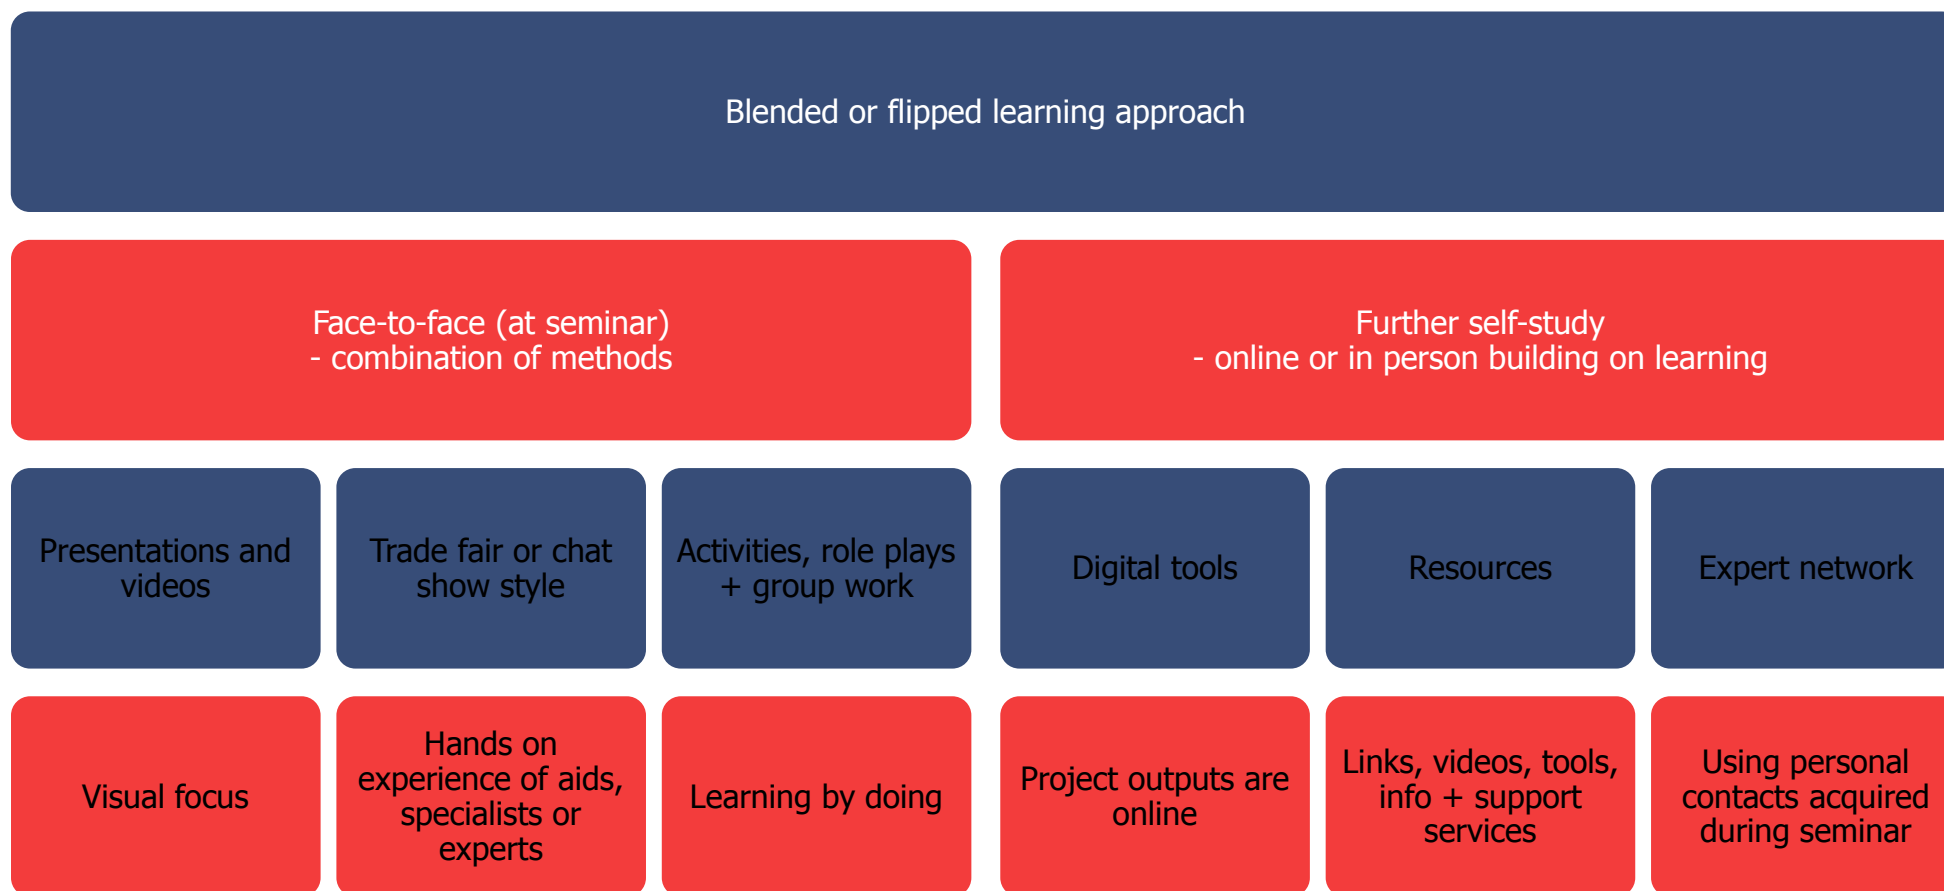 Blended or flipped learning approach
Face-to-face (at seminar)
- combination of methods
Further self-study
- online or in person building on learning
Presentations and
videos
Trade fair or chat
show style
Activities, role plays
+ group work
Digital tools
Resources
Expert network
Visual focus
Hands on
experience of aids,
specialists or
experts
Learning by doing
Project outputs are
online
Links, videos, tools,
info + support
services
Using personal
contacts acquired
during seminar